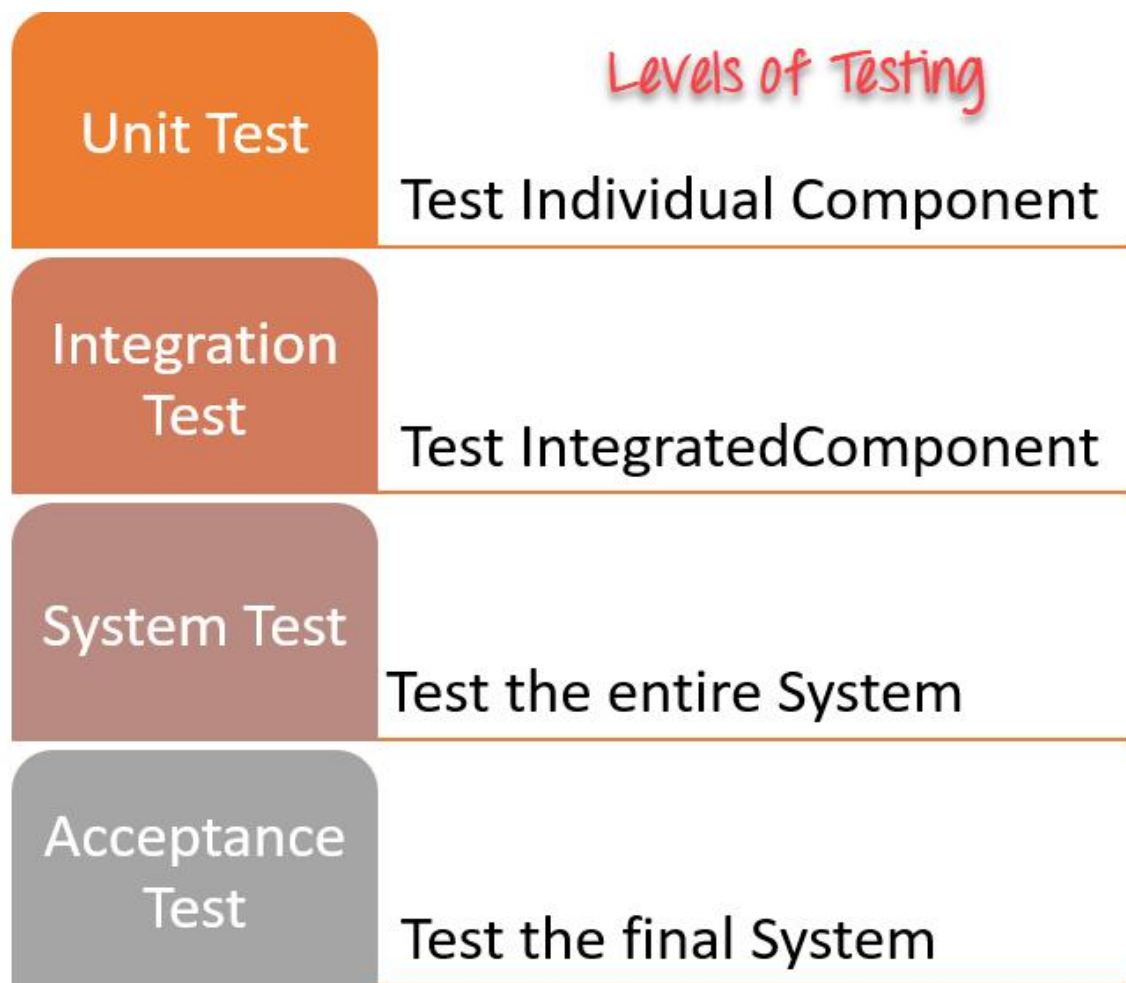 Levels of Testing
Unit Test
Test Individual Component
Integration
Test
Test IntegratedComponent
System Test
Test the entire System
Acceptance
Test
Test the final System